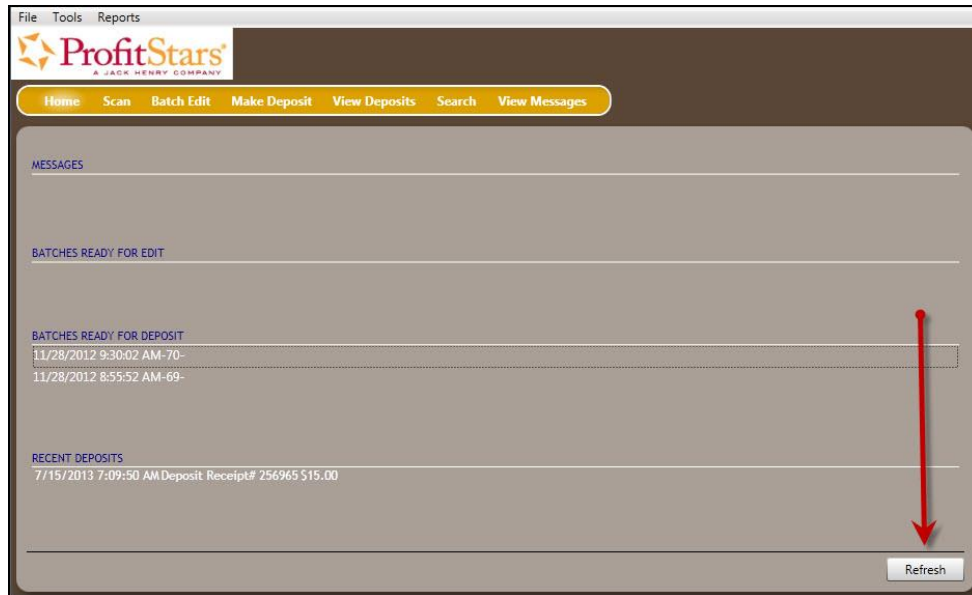 File Tools Reports
ProfitStars®
A JACK HENRY COMPANY
Home Scan Batch Edit Make Deposit View Deposits Search View Messages
MESSAGES
BATCHES READY FOR EDIT
BATCHES READY FOR DEPOSIT
11/28/2012 9:30:02 AM-70-
11/28/2012 8:55:52 AM-69-
RECENT DEPOSITS
7/15/2013 7:09:50 AM Deposit Receipt# 256965 $15.00
Refresh